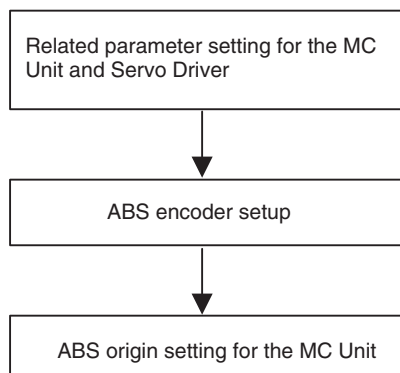 Related parameter setting for the MC
Unit and Servo Driver
ABS encoder setup
ABS origin setting for the MC Unit